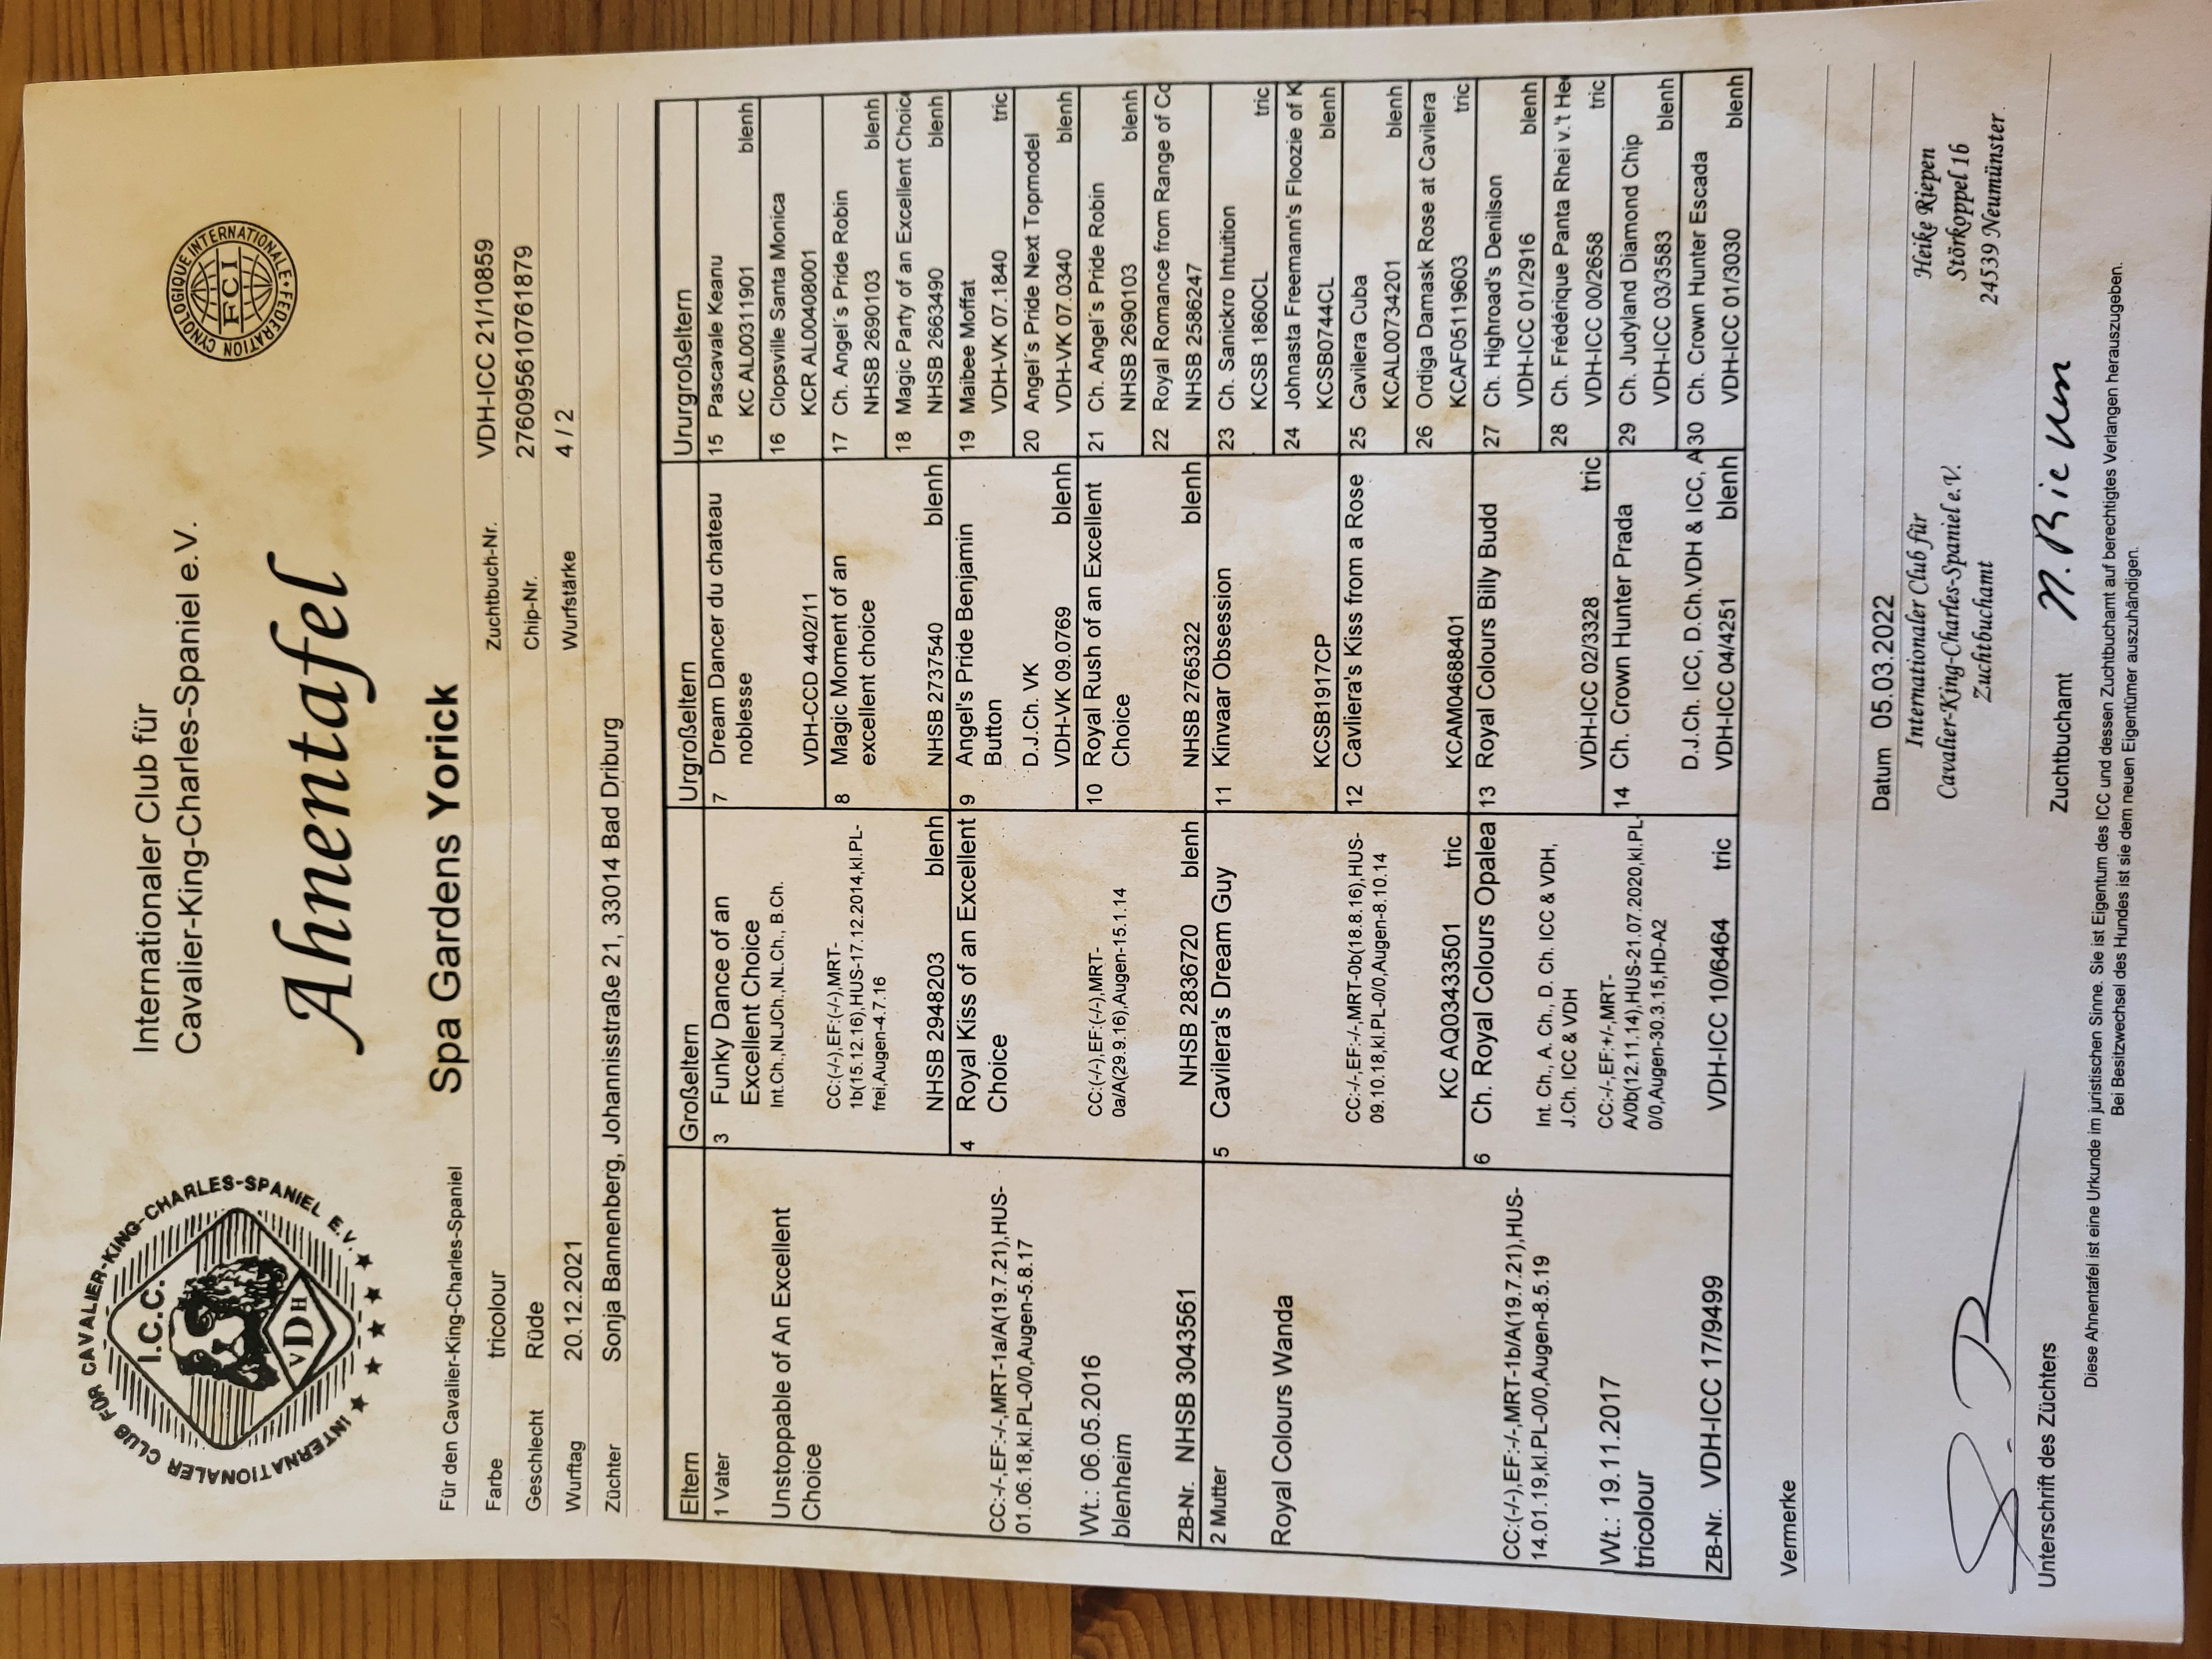 Internationaler Club für
Cavalier-King-Charles-Spaniel e.V.
INTERNATIONALER CLUB FÜR CAVALIER-KING-CHARLES-SPANIEL E.V.
I.C.C.
VDH
FEDERATION CYNOLOGIQUE INTERNATIONALE
FCI
Ahnentafel
Für den Cavalier-King-Charles-Spaniel Spa Gardens Yorick
Farbe tricolour Zuchtbuch-Nr. VDH-ICC 21/10859
Geschlecht Rüde Chip-Nr. 276095610761879
Wurftag 20.12.2021 Wurfstärke 4 / 2
Züchter Sonja Bannenberg, Johannisstraße 21, 33014 Bad Driburg
Eltern
1 Vater
Unstoppable of An Excellent
Choice
CC:-/-,EF:-/-,MRT-1a/A(19.7.21),HUS-
01.06.18,kl.PL-0/0,Augen-5.8.17
Wt.: 06.05.2016
blenheim
ZB-Nr. NHSB 3043561
2 Mutter
Royal Colours Wanda
CC:(-/-),EF:-/-,MRT-1b/A(19.7.21),HUS-
14.01.19,kl.PL-0/0,Augen-8.5.19
Wt.: 19.11.2017
tricolour
ZB-Nr. VDH-ICC 17/9499
Großeltern
3 Funky Dance of an
Excellent Choice
Int.Ch.,NLJCh.,NL.Ch., B.Ch.
CC:(-/-),EF:(-/-),MRT-
1b(15.12.16),HUS-17.12.2014,kl.PL-
frei,Augen-4.7.16
NHSB 2948203 blenh
4 Royal Kiss of an Excellent
Choice
CC:(-/-),EF:(-/-),MRT-
0a/A(29.9.16),Augen-15.1.14
NHSB 2836720 blenh
5 Cavilera's Dream Guy
CC:-/-,EF:-/-,MRT-0b(18.8.16),HUS-
09.10.18,kl.PL-0/0,Augen-8.10.14
KC AQ03433501 tric
6 Ch. Royal Colours Opalea
Int. Ch., A. Ch., D. Ch. ICC & VDH,
J.Ch. ICC & VDH
CC:-/-,EF:+/-,MRT-
A/0b(12.11.14),HUS-21.07.2020,kl.PL-
0/0,Augen-30.3.15,HD-A2
VDH-ICC 10/6464 tric
Urgroßeltern
7 Dream Dancer du chateau
noblesse
VDH-CCD 4402/11
8 Magic Moment of an
excellent choice
NHSB 2737540 blenh
9 Angel's Pride Benjamin
Button
D.J.Ch. VK
VDH-VK 09.0769 blenh
10 Royal Rush of an Excellent
Choice
NHSB 2765322 blenh
11 Kinvaar Obsession
KCSB1917CP
12 Cavliera's Kiss from a Rose
KCAM04688401
13 Royal Colours Billy Budd
VDH-ICC 02/3328 tric
14 Ch. Crown Hunter Prada
D.J.Ch. ICC, D.Ch.VDH & ICC, A
VDH-ICC 04/4251 blenh
Ururgroßeltern
15 Pascavale Keanu
KC AL00311901 blenh
16 Clopsville Santa Monica
KCR AL00408001
17 Ch. Angel´s Pride Robin
NHSB 2690103 blenh
18 Magic Party of an Excellent Choice
NHSB 2663490 blenh
19 Maibee Moffat
VDH-VK 07.1840 tric
20 Angel´s Pride Next Topmodel
VDH-VK 07.0340 blenh
21 Ch. Angel´s Pride Robin
NHSB 2690103 blenh
22 Royal Romance from Range of Co
NHSB 2586247
23 Ch. Sanickro Intuition
KCSB 1860CL tric
24 Johnasta Freemann's Floozie of K
KCSB0744CL blenh
25 Cavilera Cuba
KCAL00734201 blenh
26 Ordiga Damask Rose at Cavilera
KCAF05119603 tric
27 Ch. Highroad's Denilson
VDH-ICC 01/2916 blenh
28 Ch. Frédérique Panta Rhei v.'t He
VDH-ICC 00/2658 tric
29 Ch. Judyland Diamond Chip
VDH-ICC 03/3583 blenh
30 Ch. Crown Hunter Escada
VDH-ICC 01/3030 blenh
Vermerke
Datum 05.03.2022
Internationaler Club für
Cavalier-King-Charles-Spaniel e.V.
Zuchtbuchamt
Heike Riepen
Störkoppel 16
24539 Neumünster
Unterschrift des Züchters
Zuchtbuchamt
Diese Ahnentafel ist eine Urkunde im juristischen Sinne. Sie ist Eigentum des ICC und dessen Zuchtbuchamt auf berechtigtes Verlangen herauszugeben.
Bei Besitzwechsel des Hundes ist sie dem neuen Eigentümer auszuhändigen.